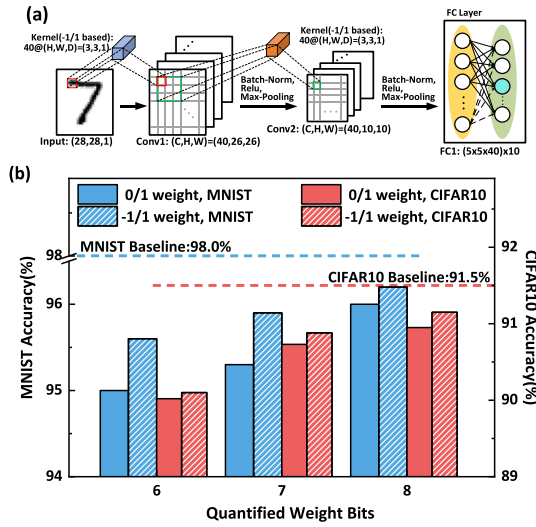 (a)
Kernel(-1/1 based):
40@(H,W,D)=(3,3,1)
Kernel(-1/1 based):
40@(H,W,D)=(3,3,1)
FC Layer
Batch-Norm,
Relu,
Max-Pooling
Batch-Norm,
Relu,
Max-Pooling
Input: (28,28,1)
Conv1: (C,H,W)=(40,26,26)
Conv2: (C,H,W)=(40,10,10)
FC1: (5x5x40)x10
(b)
0/1 weight, MNIST
0/1 weight, CIFAR10
-1/1 weight, MNIST
-1/1 weight, CIFAR10
MNIST Baseline:98.0%
CIFAR10 Baseline:91.5%
MNIST Accuracy(%)
98
96
95
94
CIFAR10 Accuracy(%)
92
91
90
89
6 7 8
Quantified Weight Bits